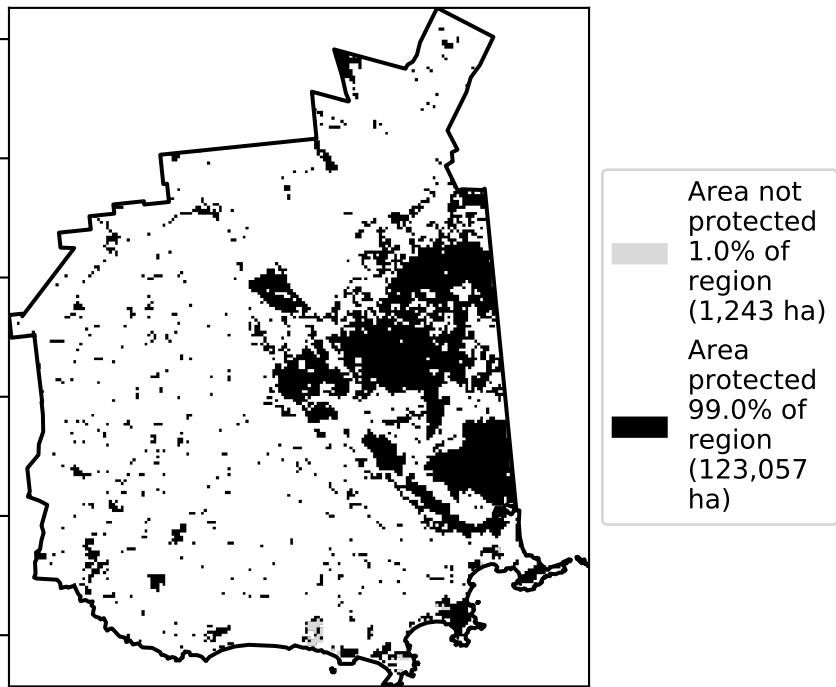 Area not
protected
1.0% of
region
(1,243 ha)
Area
protected
99.0% of
region
(123,057
ha)